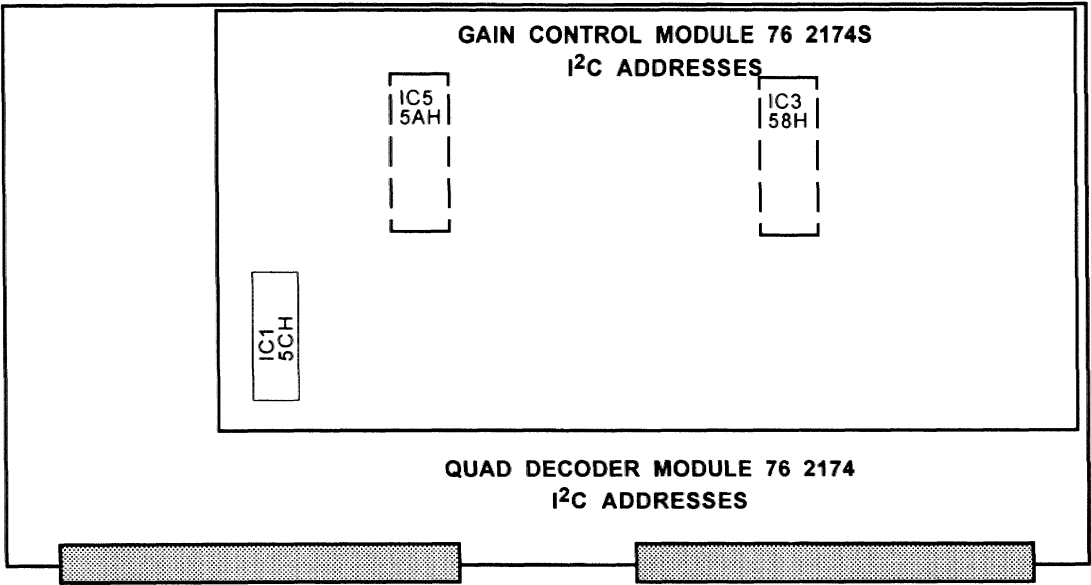 GAIN CONTROL MODULE 76 2174S
I²C ADDRESSES
IC5
5AH
IC3
58H
IC1
5CH
QUAD DECODER MODULE 76 2174
I²C ADDRESSES